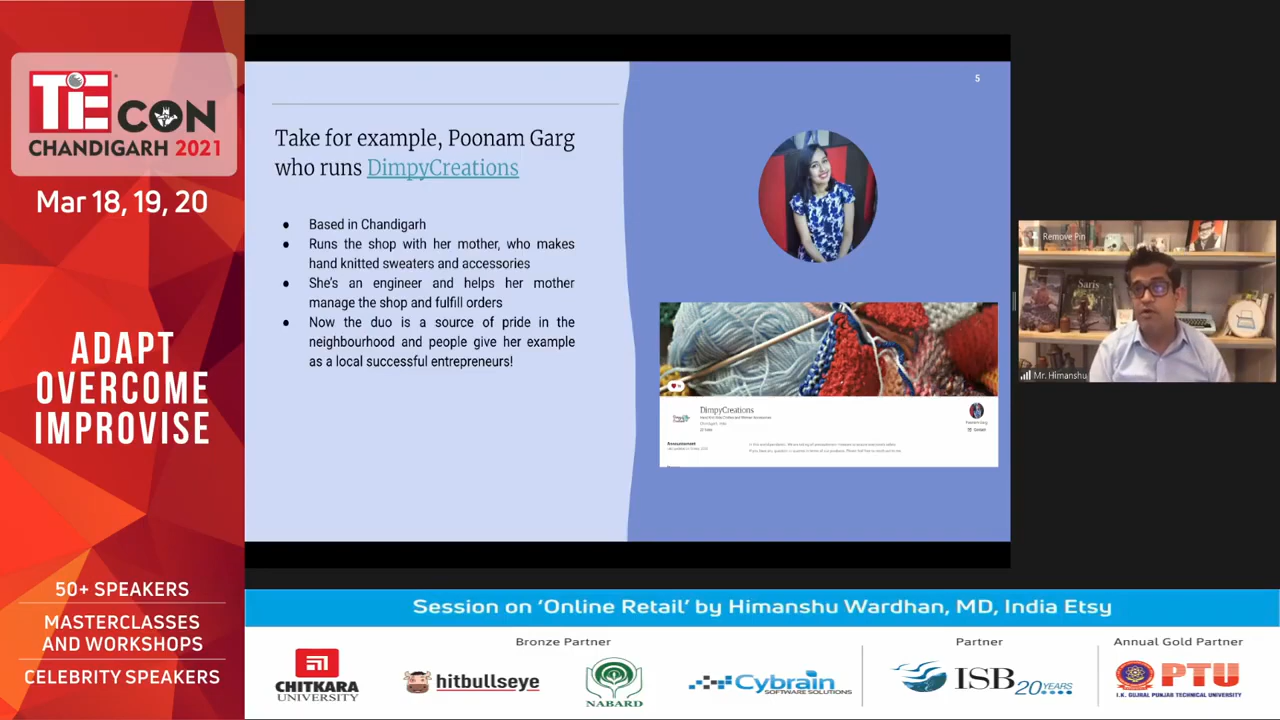 TiE CON
CHANDIGARH 2021
Mar 18, 19, 20
ADAPT
OVERCOME
IMPROVISE
50+ SPEAKERS
MASTERCLASSES
AND WORKSHOPS
CELEBRITY SPEAKERS
5
Take for example, Poonam Garg
who runs DimpyCreations
● Based in Chandigarh
● Runs the shop with her mother, who makes
hand knitted sweaters and accessories
● She's an engineer and helps her mother
manage the shop and fulfill orders
● Now the duo is a source of pride in the
neighbourhood and people give her example
as a local successful entrepreneurs!
DimpyCreations
Poonam Garg
Contact
Announcement
Remove Pin
Saris
Mr. Himanshu
Session on 'Online Retail' by Himanshu Wardhan, MD, India Etsy
Bronze Partner
CHITKARA
UNIVERSITY
hitbullseye
NABARD
Cybrain
SOFTWARE SOLUTIONS
Partner
ISB 20 YEARS
Annual Gold Partner
PTU
I.K. GUJRAL PUNJAB TECHNICAL UNIVERSITY